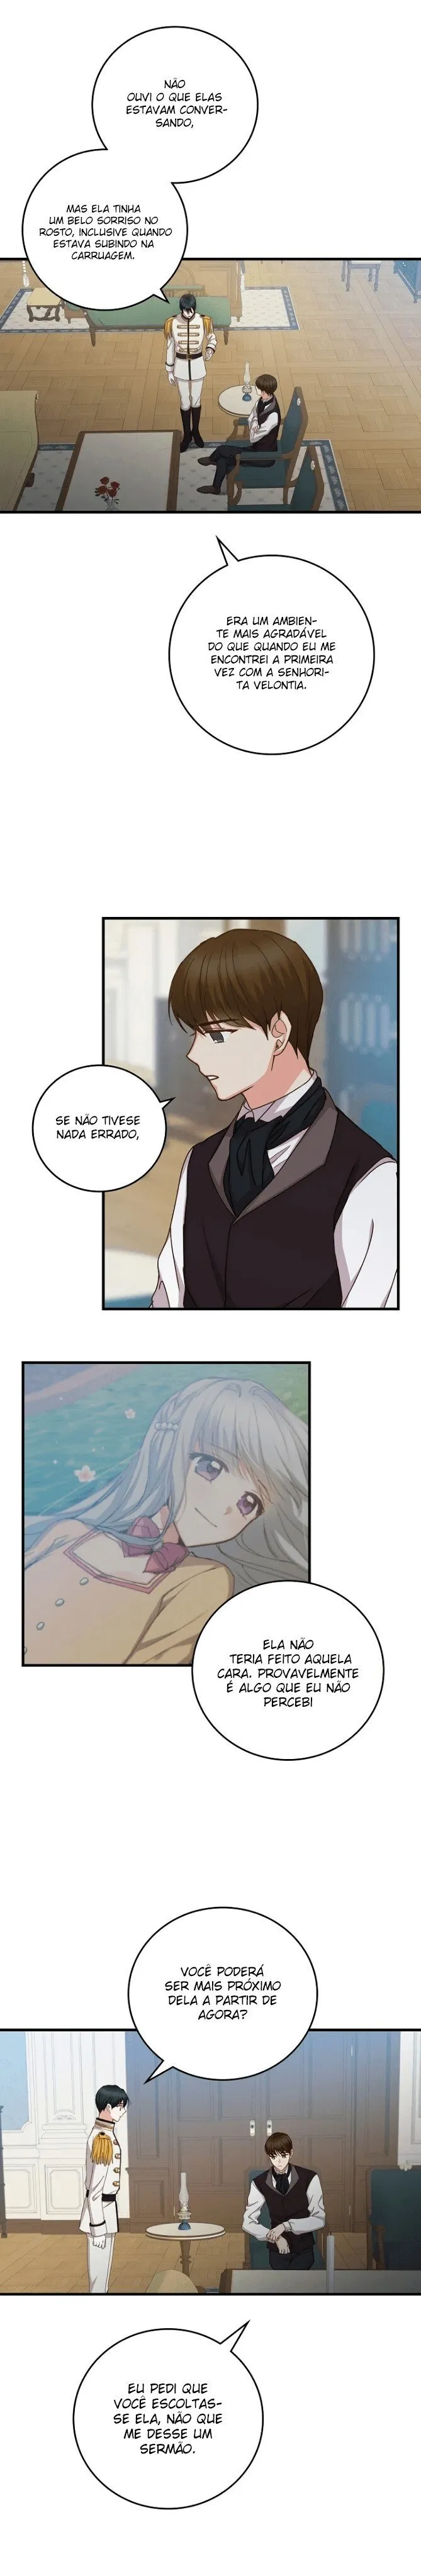 NÃO
OUVI O QUE ELAS
ESTAVAM CONVER-
SANDO,
MAS ELA TINHA
UM BELO SORRISO NO
ROSTO, INCLUSIVE QUANDO
ESTAVA SUBINDO NA
CARRUAGEM.
ERA UM AMBIEN-
TE MAIS AGRADÁVEL
DO QUE QUANDO EU ME
ENCONTREI A PRIMEIRA
VEZ COM A SENHORI-
TA VELONTIA.
SE NÃO TIVESE
NADA ERRADO,
ELA NÃO
TERIA FEITO AQUELA
CARA. PROVAVELMENTE
É ALGO QUE EU NÃO
PERCEBI
VOCÊ PODERÁ
SER MAIS PRÓXIMO
DELA A PARTIR DE
AGORA?
EU PEDI QUE
VOCÊ ESCOLTAS-
SE ELA, NÃO QUE
ME DESSE UM
SERMÃO.